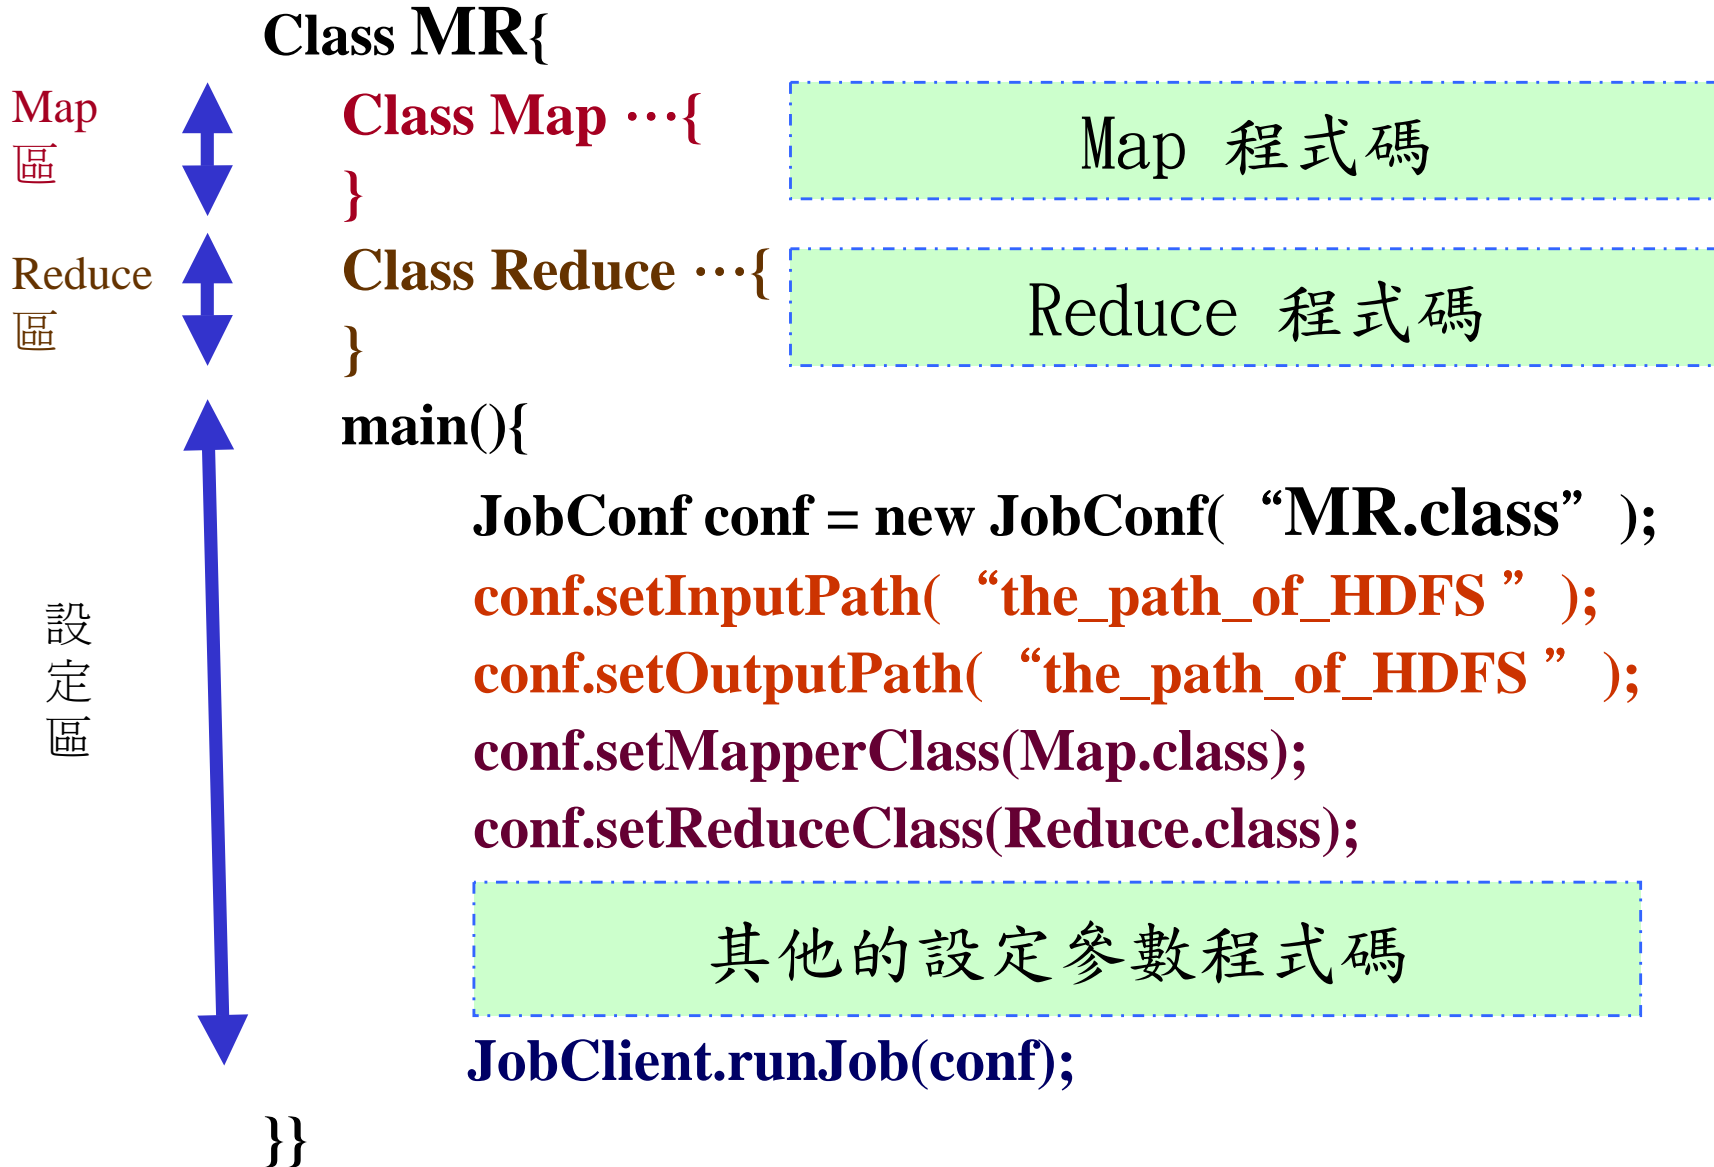 Class MR{
Map
區
Class Map …{
Map 程式碼
}
Reduce
區
Class Reduce …{
Reduce 程式碼
}
main(){
設
定
區
JobConf conf = new JobConf( “MR.class” );
conf.setInputPath( “the_path_of_HDFS ” );
conf.setOutputPath( “the_path_of_HDFS ” );
conf.setMapperClass(Map.class);
conf.setReduceClass(Reduce.class);
其他的設定參數程式碼
JobClient.runJob(conf);
}}